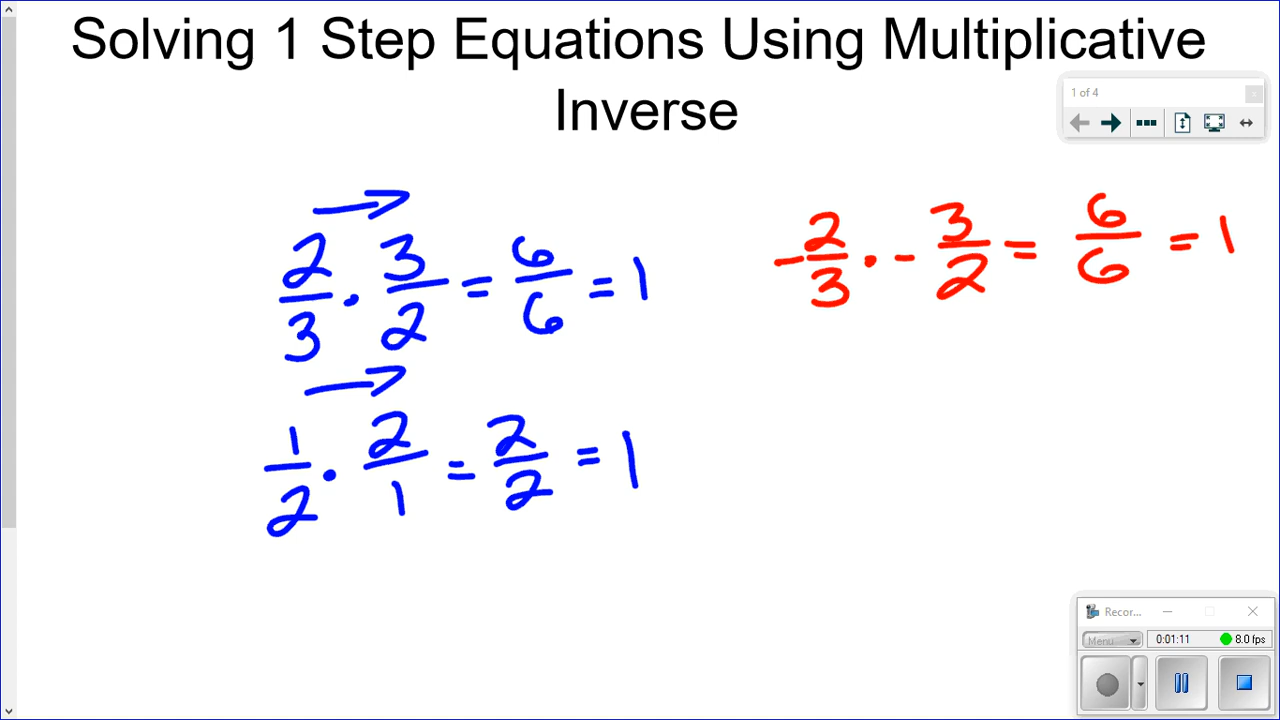 Solving 1 Step Equations Using Multiplicative
Inverse
1 of 4
2/3 · 3/2 = 6/6 = 1
-2/3 · -3/2 = 6/6 = 1
1/2 · 2/1 = 2/2 = 1
Recor...
Menu
0:01:11
8.0 fps